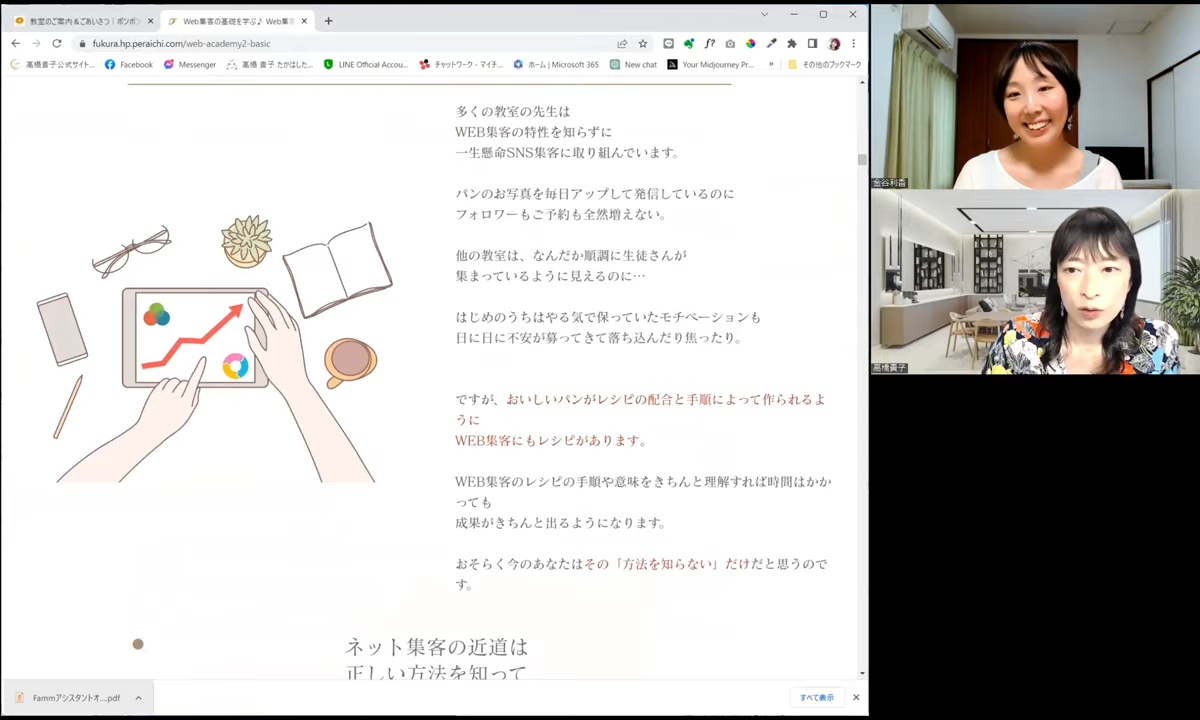 教室のご案内&ごあいさつ | ポンポ
Web集客の基礎を学ぶ♪ Web集客
fukura.hp.peraichi.com/web-academy2-basic
高橋貴子公式サイト...
Facebook
Messenger
高橋 貴子 たかはした...
LINE Official Accou...
チャットワーク - マイチ...
ホーム | Microsoft 365
New chat
Your Midjourney Pr...
»
その他のブックマーク
多くの教室の先生は
WEB集客の特性を知らずに
一生懸命SNS集客に取り組んでいます。
パンのお写真を毎日アップして発信しているのに
フォロワーもご予約も全然増えない。
他の教室は、なんだか順調に生徒さんが
集まっているように見えるのに…
はじめのうちはやる気で保っていたモチベーションも
日に日に不安が募ってきて落ち込んだり焦ったり。
ですが、おいしいパンがレシピの配合と手順によって作られるよ
うに
WEB集客にもレシピがあります。
WEB集客のレシピの手順や意味をきちんと理解すれば時間はかか
っても
成果がきちんと出るようになります。
おそらく今のあなたはその「方法を知らない」だけだと思うので
す。
ネット集客の近道は
正しい方法を知って
Fammアシスタントオ....pdf
すべて表示
金谷利香
高橋貴子